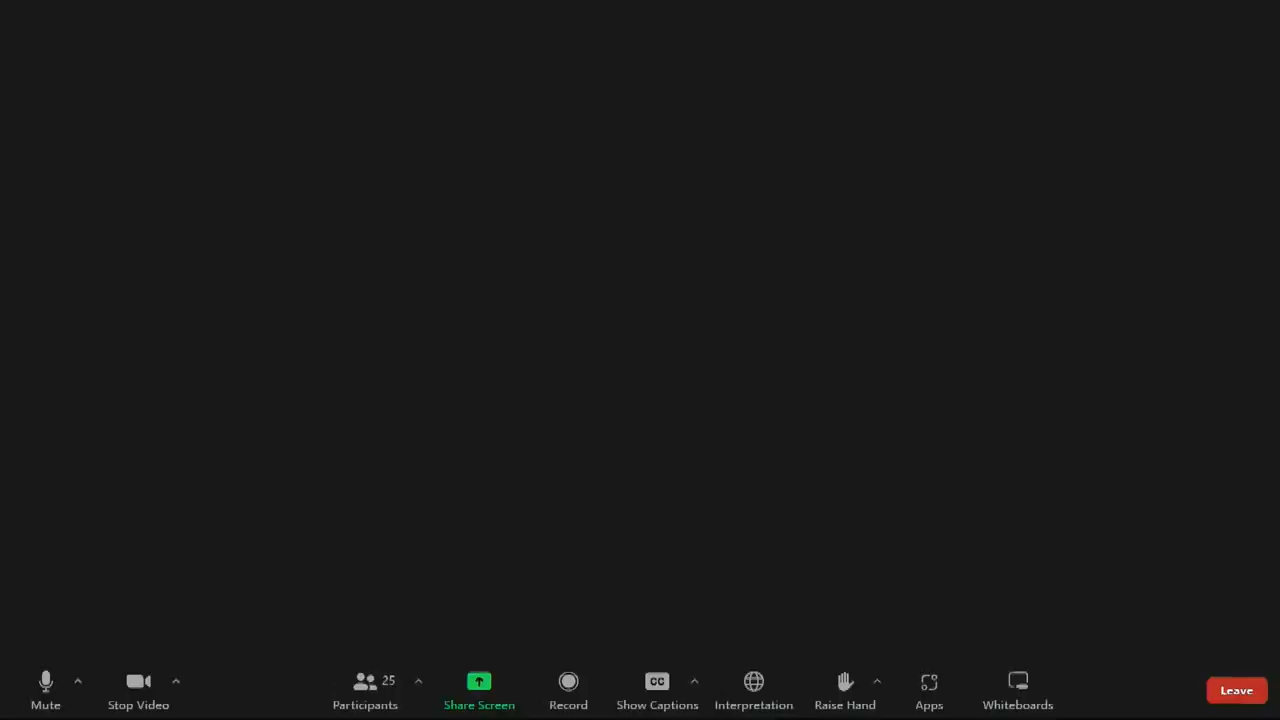 25
CC
Mute
Stop Video
Participants
Share Screen
Record
Show Captions
Interpretation
Raise Hand
Apps
Whiteboards
Leave